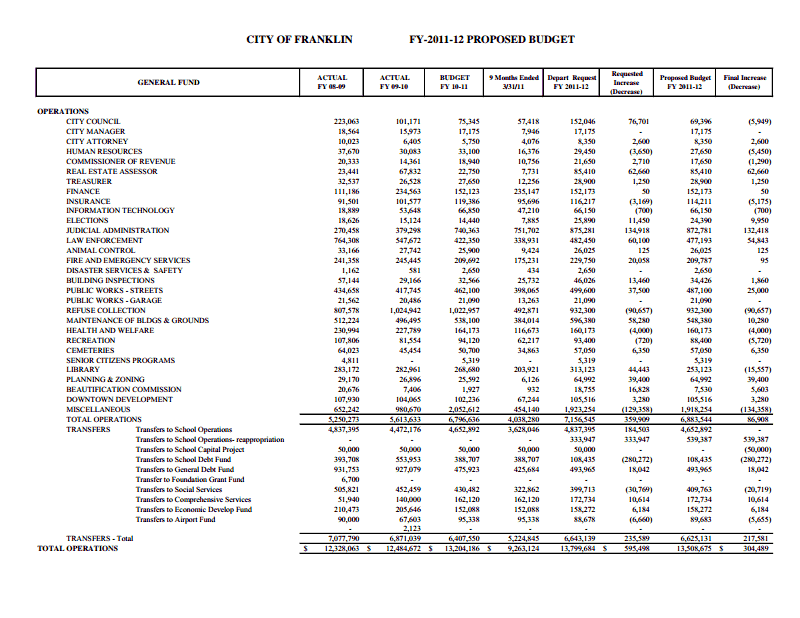 CITY OF FRANKLIN FY-2011-12 PROPOSED BUDGET
GENERAL FUND ACTUAL FY 08-09 ACTUAL FY 09-10 BUDGET FY 10-11 9 Months Ended 3/31/11 Depart Request FY 2011-12 Requested Increase (Decrease) Proposed Budget FY 2011-12 Final Increase (Decrease)
OPERATIONS
CITY COUNCIL 223,063 101,171 75,345 57,418 152,046 76,701 69,396 (5,949)
CITY MANAGER 18,564 15,973 17,175 7,946 17,175 - 17,175 -
CITY ATTORNEY 10,023 6,405 5,750 4,076 8,350 2,600 8,350 2,600
HUMAN RESOURCES 37,670 30,083 33,100 16,376 29,450 (3,650) 27,650 (5,450)
COMMISSIONER OF REVENUE 20,333 14,361 18,940 10,756 21,650 2,710 17,650 (1,290)
REAL ESTATE ASSESSOR 23,441 67,832 22,750 7,731 85,410 62,660 85,410 62,660
TREASURER 32,537 26,528 27,650 12,256 28,900 1,250 28,900 1,250
FINANCE 111,186 234,563 152,123 235,147 152,173 50 152,173 50
INSURANCE 91,501 101,577 119,386 95,696 116,217 (3,169) 114,211 (5,175)
INFORMATION TECHNOLOGY 18,889 53,648 66,850 47,210 66,150 (700) 66,150 (700)
ELECTIONS 18,626 15,124 14,440 7,885 25,890 11,450 24,390 9,950
JUDICIAL ADMINISTRATION 270,458 379,298 740,363 751,702 875,281 134,918 872,781 132,418
LAW ENFORCEMENT 764,308 547,672 422,350 338,931 482,450 60,100 477,193 54,843
ANIMAL CONTROL 33,166 27,742 25,900 9,424 26,025 125 26,025 125
FIRE AND EMERGENCY SERVICES 241,358 245,445 209,692 175,231 229,750 20,058 209,787 95
DISASTER SERVICES & SAFETY 1,162 581 2,650 434 2,650 - 2,650 -
BUILDING INSPECTIONS 57,144 29,166 32,566 25,732 46,026 13,460 34,426 1,860
PUBLIC WORKS - STREETS 434,658 417,745 462,100 398,065 499,600 37,500 487,100 25,000
PUBLIC WORKS - GARAGE 21,562 20,486 21,090 13,263 21,090 - 21,090 -
REFUSE COLLECTION 807,578 1,024,942 1,022,957 492,871 932,300 (90,657) 932,300 (90,657)
MAINTENANCE OF BLDGS & GROUNDS 512,224 496,495 538,100 384,014 596,380 58,280 548,380 10,280
HEALTH AND WELFARE 230,994 227,789 164,173 116,673 160,173 (4,000) 160,173 (4,000)
RECREATION 107,806 81,554 94,120 62,217 93,400 (720) 88,400 (5,720)
CEMETERIES 64,023 45,454 50,700 34,863 57,050 6,350 57,050 6,350
SENIOR CITIZENS PROGRAMS 4,811 - 5,319 - 5,319 - 5,319 -
LIBRARY 283,172 282,961 268,680 203,921 313,123 44,443 253,123 (15,557)
PLANNING & ZONING 29,170 26,896 25,592 6,126 64,992 39,400 64,992 39,400
BEAUTIFICATION COMMISSION 20,676 7,406 1,927 932 18,755 16,828 7,530 5,603
DOWNTOWN DEVELOPMENT 107,930 104,065 102,236 67,244 105,516 3,280 105,516 3,280
MISCELLANEOUS 652,242 980,670 2,052,612 454,140 1,923,254 (129,358) 1,918,254 (134,358)
TOTAL OPERATIONS 5,250,273 5,613,633 6,796,636 4,038,280 7,156,545 359,909 6,883,544 86,908
TRANSFERS Transfers to School Operations 4,837,395 4,472,176 4,652,892 3,628,046 4,837,395 184,503 4,652,892 -
Transfers to School Operations- reappropriation - - - - 333,947 333,947 539,387 539,387
Transfers to School Capital Project 50,000 50,000 50,000 50,000 50,000 - - (50,000)
Transfers to School Debt Fund 393,708 553,953 388,707 388,707 108,435 (280,272) 108,435 (280,272)
Transfers to General Debt Fund 931,753 927,079 475,923 425,684 493,965 18,042 493,965 18,042
Transfer to Foundation Grant Fund 6,700 - - - - - - -
Transfers to Social Services 505,821 452,459 430,482 322,862 399,713 (30,769) 409,763 (20,719)
Transfers to Comprehensive Services 51,940 140,000 162,120 162,120 172,734 10,614 172,734 10,614
Transfers to Economic Develop Fund 210,473 205,646 152,088 152,088 158,272 6,184 158,272 6,184
Transfers to Airport Fund 90,000 67,603 95,338 95,338 88,678 (6,660) 89,683 (5,655)
- 2,123 - - - - - -
TRANSFERS - Total 7,077,790 6,871,039 6,407,550 5,224,845 6,643,139 235,589 6,625,131 217,581
TOTAL OPERATIONS $ 12,328,063 $ 12,484,672 $ 13,204,186 $ 9,263,124 13,799,684 $ 595,498 13,508,675 $ 304,489